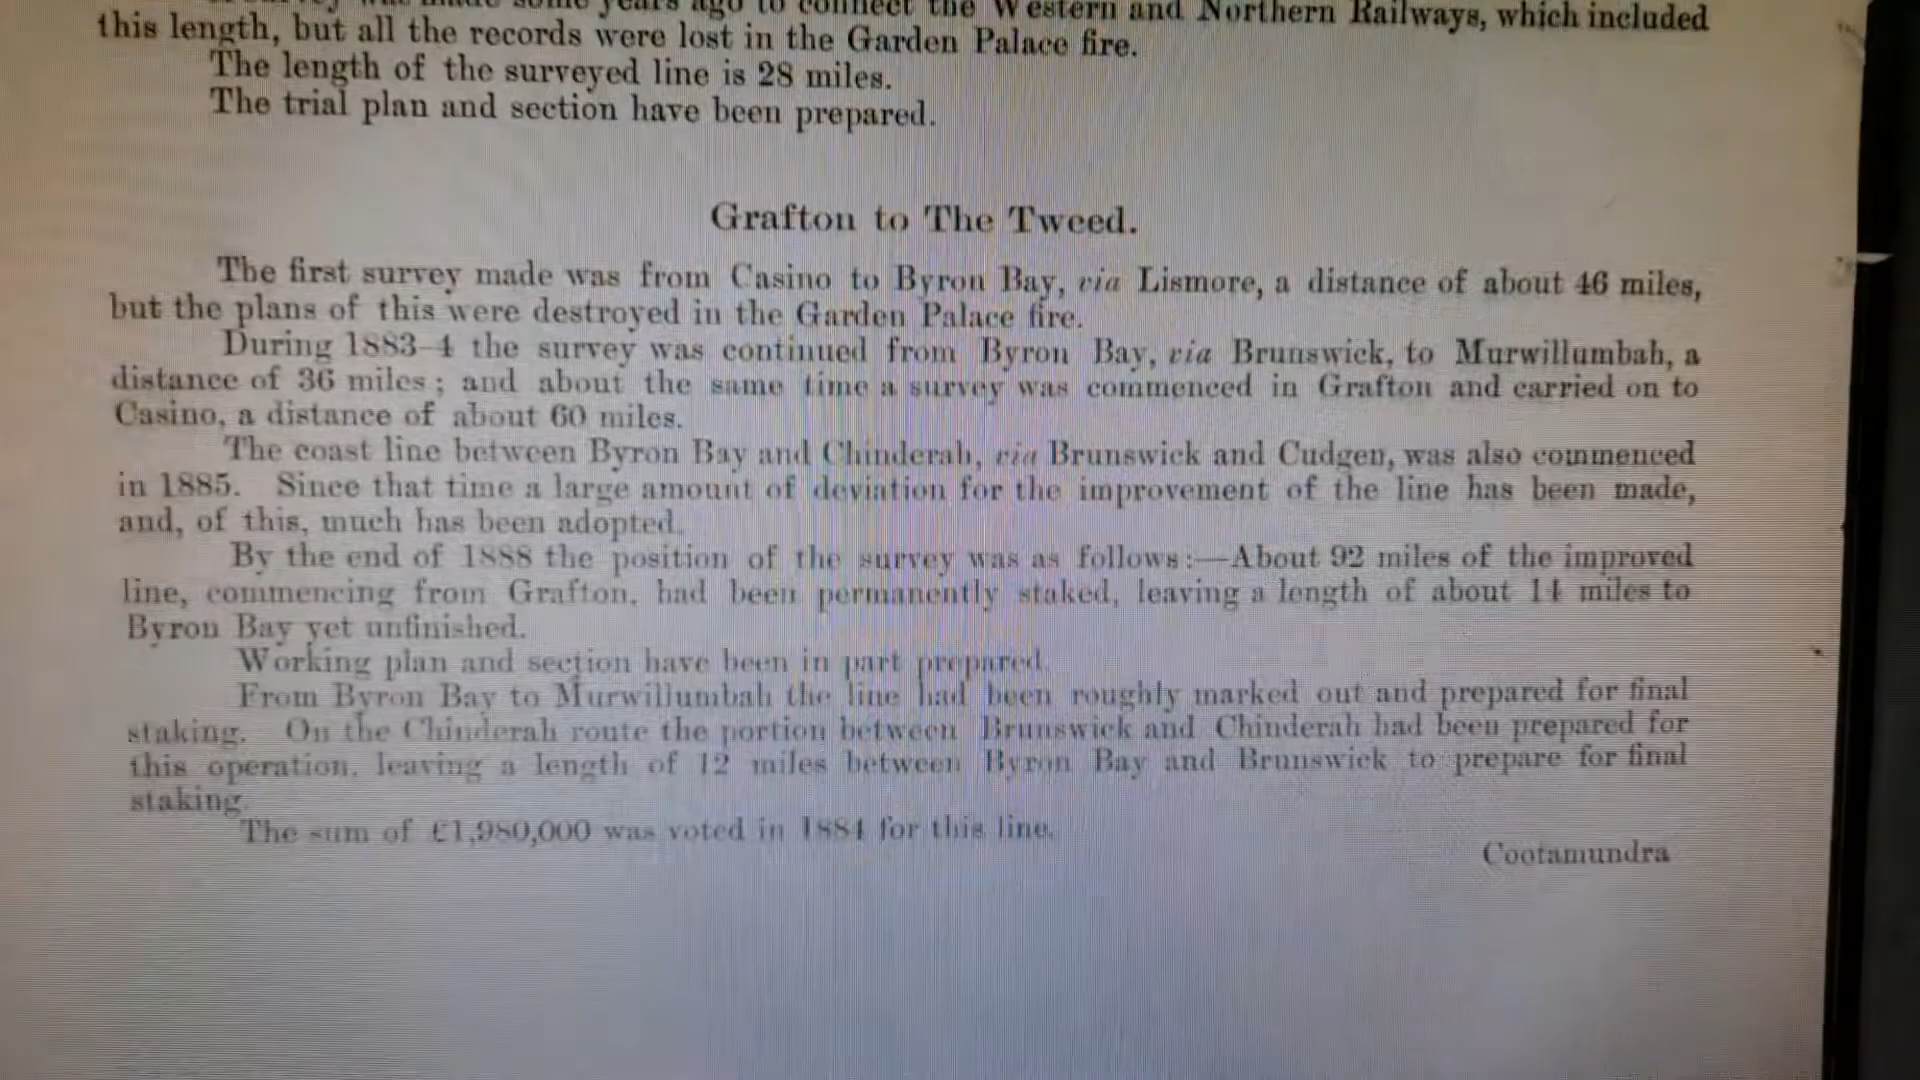 years ago to connect the Western and Northern Railways, which included
this length, but all the records were lost in the Garden Palace fire.
The length of the surveyed line is 28 miles.
The trial plan and section have been prepared.
Grafton to The Tweed.
The first survey made was from Casino to Byron Bay, via Lismore, a distance of about 46 miles,
but the plans of this were destroyed in the Garden Palace fire.
During 1883-4 the survey was continued from Byron Bay, via Brunswick, to Murwillumbah, a
distance of 36 miles; and about the same time a survey was commenced in Grafton and carried on to
Casino, a distance of about 60 miles.
The coast line between Byron Bay and Chinderah, via Brunswick and Cudgen, was also commenced
in 1885. Since that time a large amount of deviation for the improvement of the line has been made,
and, of this, much has been adopted.
By the end of 1888 the position of the survey was as follows:—About 92 miles of the improved
line, commencing from Grafton, had been permanently staked, leaving a length of about 14 miles to
Byron Bay yet unfinished.
Working plan and section have been in part prepared.
From Byron Bay to Murwillumbah the line had been roughly marked out and prepared for final
staking. On the Chinderah route the portion between Brunswick and Chinderah had been prepared for
this operation, leaving a length of 12 miles between Byron Bay and Brunswick to prepare for final
staking.
The sum of £1,980,000 was voted in 1884 for this line.
Cootamundra